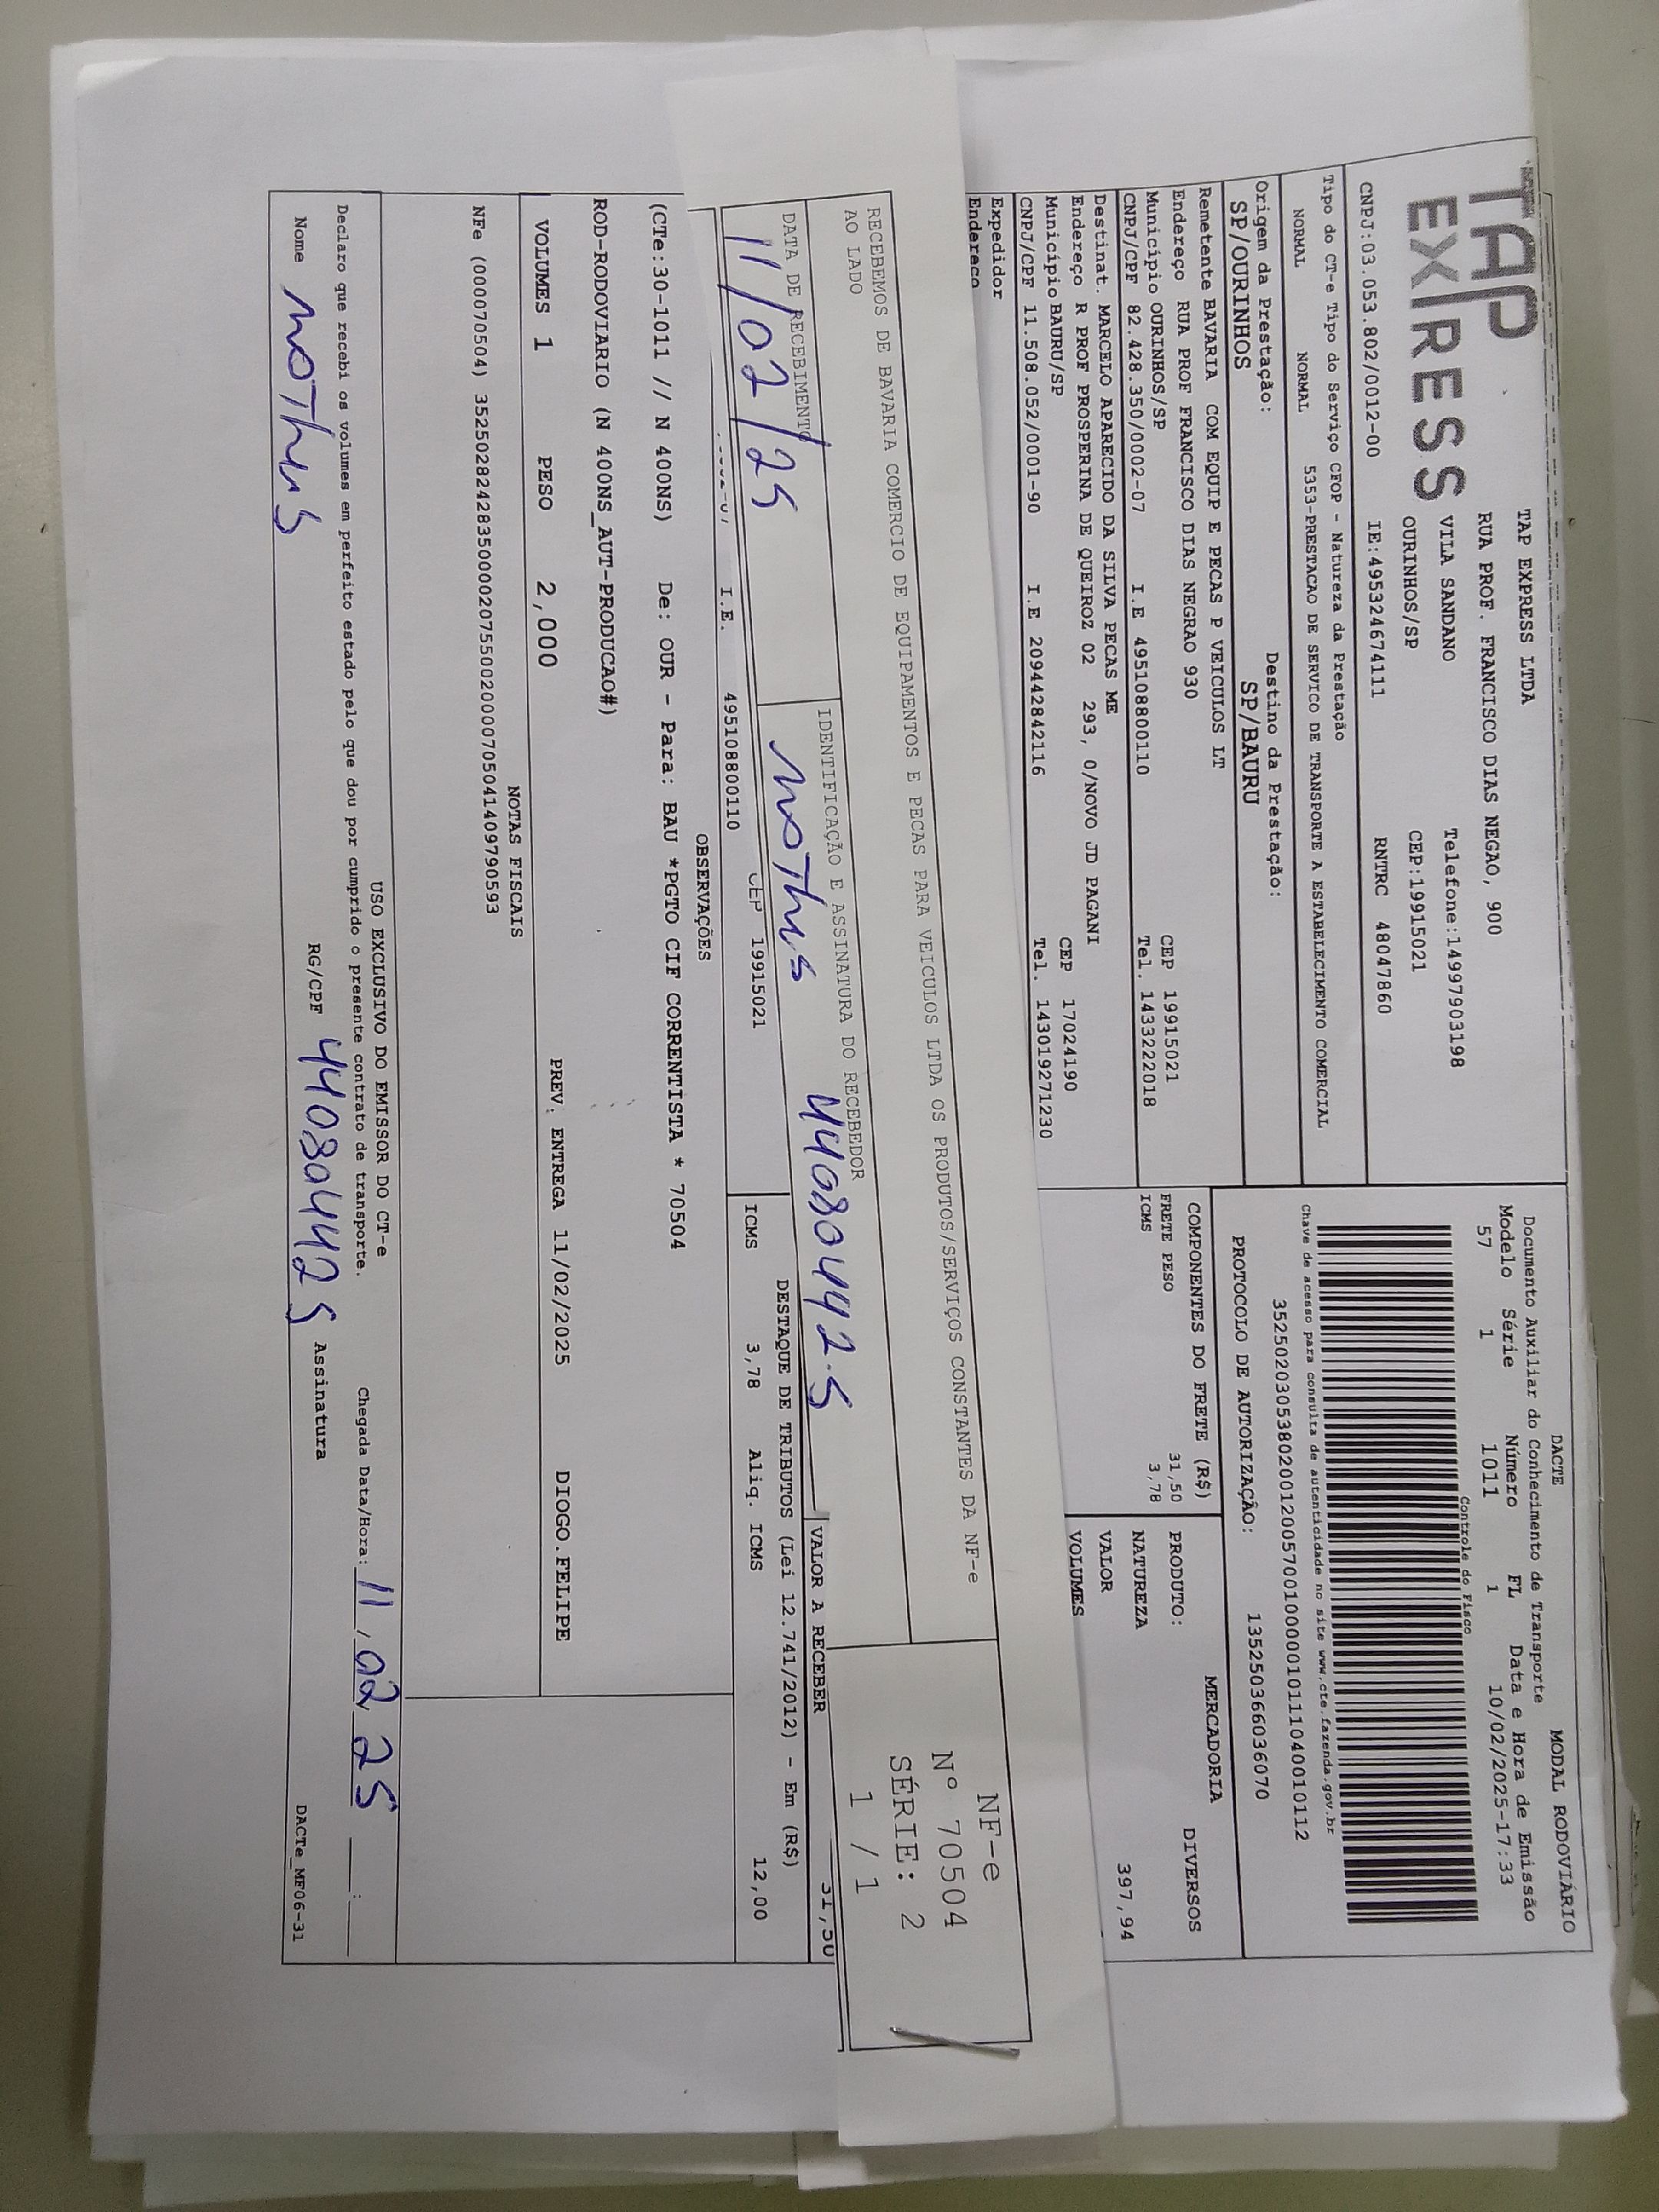 TAP
EXPRESS
TAP EXPRESS LTDA
RUA PROF. FRANCISCO DIAS NEGAO, 900
VILA SANDANO Telefone:14997903198
OURINHOS/SP CEP:19915021
CNPJ:03.053.802/0012-00 IE:495324674111 RNTRC 48047860
Tipo do CT-e Tipo do Serviço CFOP - Natureza da Prestação
NORMAL NORMAL 5353-PRESTACAO DE SERVICO DE TRANSPORTE A ESTABELECIMENTO COMERCIAL
Origem da Prestação: Destino da Prestação:
SP/OURINHOS SP/BAURU
Remetente BAVARIA COM EQUIP E PECAS P VEICULOS LT
Endereço RUA PROF FRANCISCO DIAS NEGRAO 930
Município OURINHOS/SP CEP 19915021
CNPJ/CPF 82.428.350/0002-07 I.E 495108800110 Tel. 1433222018
Destinat. MARCELO APARECIDO DA SILVA PECAS ME
Endereço R PROF PROSPERINA DE QUEIROZ 02 293, 0/NOVO JD PAGANI
Município BAURU/SP CEP 17024190
CNPJ/CPF 11.508.052/0001-90 I.E 209442842116 Tel. 143019271230
Expedidor
Endereço
DACTE MODAL RODOVIÁRIO
Documento Auxiliar do Conhecimento de Transporte
Modelo Série Número FL Data e Hora de Emissão
57 1 1011 1 10/02/2025-17:33
Controle do Fisco
Chave de acesso para consulta de autenticidade no site www.cte.fazenda.gov.br
35250203053802001200570010000010111040010112
PROTOCOLO DE AUTORIZAÇÃO: 135250366036070
COMPONENTES DO FRETE (R$) MERCADORIA
FRETE PESO 31,50
ICMS 3,78
PRODUTO: DIVERSOS
NATUREZA
VALOR 397,94
VOLUMES
RECEBEMOS DE BAVARIA COMERCIO DE EQUIPAMENTOS E PECAS PARA VEICULOS LTDA OS PRODUTOS/SERVIÇOS CONSTANTES DA NF-e
AO LADO
DATA DE RECEBIMENTO IDENTIFICAÇÃO E ASSINATURA DO RECEBEDOR
11/02/25 44080442-5
NF-e
Nº 70504
SÉRIE: 2
1 / 1
I.E. 495108800110 CEP 19915021
VALOR A RECEBER 31,50
DESTAQUE DE TRIBUTOS (Lei 12.741/2012) - Em (R$)
ICMS 3,78 Aliq. ICMS 12,00
OBSERVAÇÕES
(CTe:30-1011 // N 400NS) De: OUR - Para: BAU *PGTO CIF CORRENTISTA * 70504
ROD-RODOVIARIO (N 400NS_AUT-PRODUCAO#)
VOLUMES 1 PESO 2,000 PREV. ENTREGA 11/02/2025 DIOGO.FELIPE
NOTAS FISCAIS
NFe (000070504) 35250282428350000207550020000705041409790593
USO EXCLUSIVO DO EMISSOR DO CT-e
Declaro que recebi os volumes em perfeito estado pelo que dou por cumprido o presente contrato de transporte. Chegada Data/Hora: 11,02,25 __:__
Nome RG/CPF 440804425 Assinatura
DACTe_MF06-31